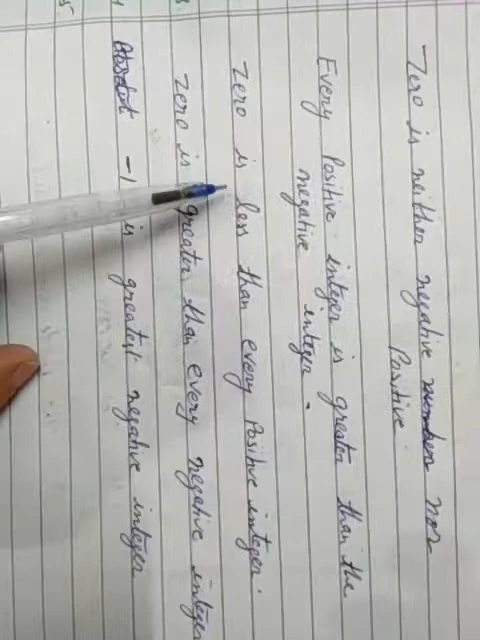 Zero is neither negative nor
Positive.
Every Positive integer is greater than the
negative integer.
Zero is less than every Positive integer.
Zero is greater than every negative integer
-1 is greatest negative integer